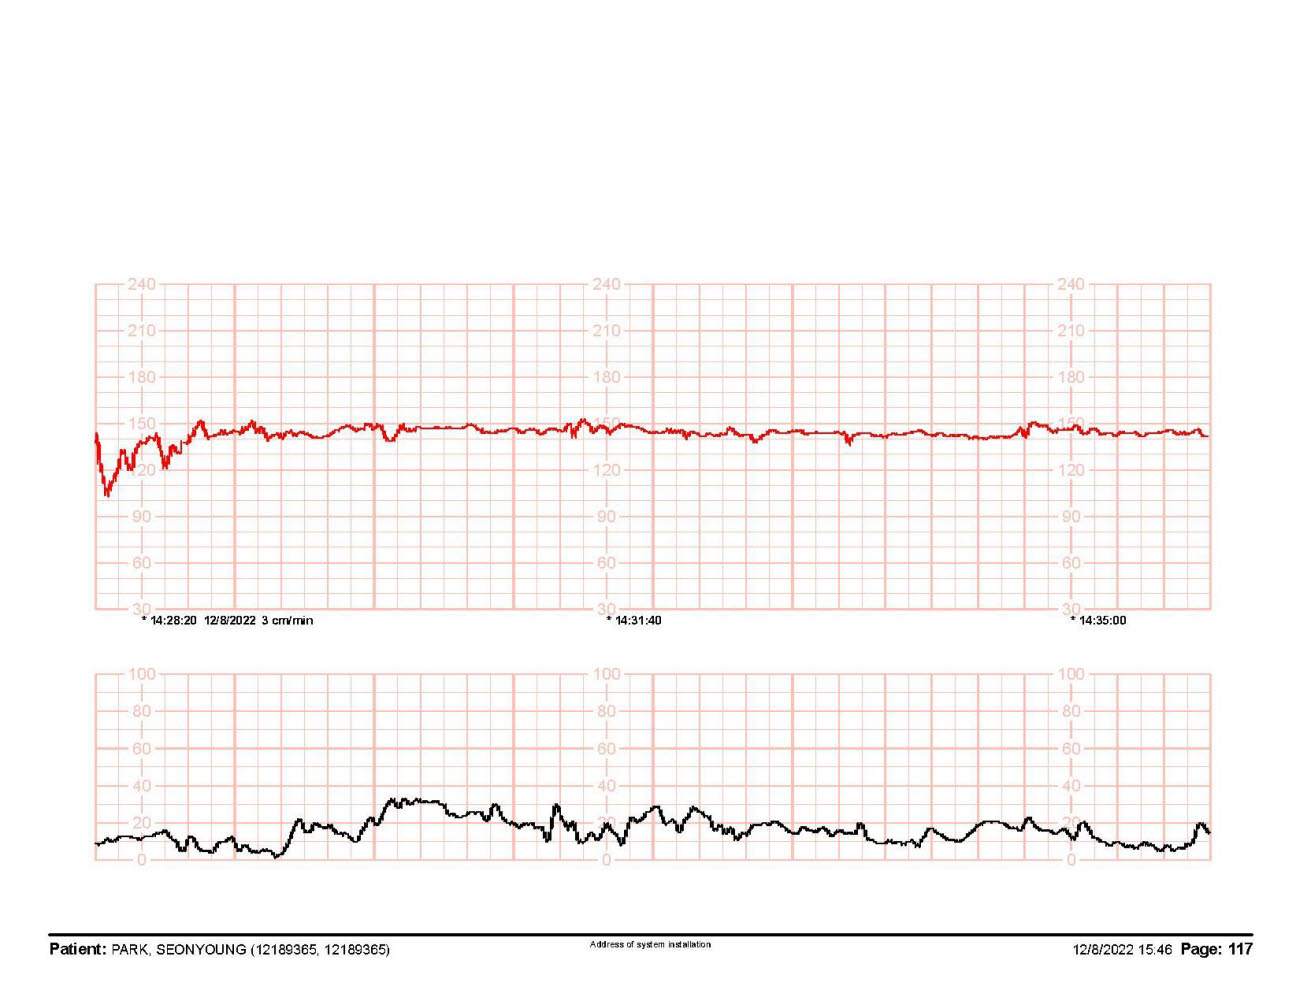 240 240 240
210 210 210
180 180 180
150 150 150
120 120 120
90 90 90
60 60 60
30 30 30
* 14:28:20 12/8/2022 3 cm/min * 14:31:40 * 14:35:00
100 100 100
80 80 80
60 60 60
40 40 40
20 20 20
0 0 0
Patient: PARK, SEONYOUNG (12189365, 12189365) Address of system installation 12/8/2022 15:46 Page: 117